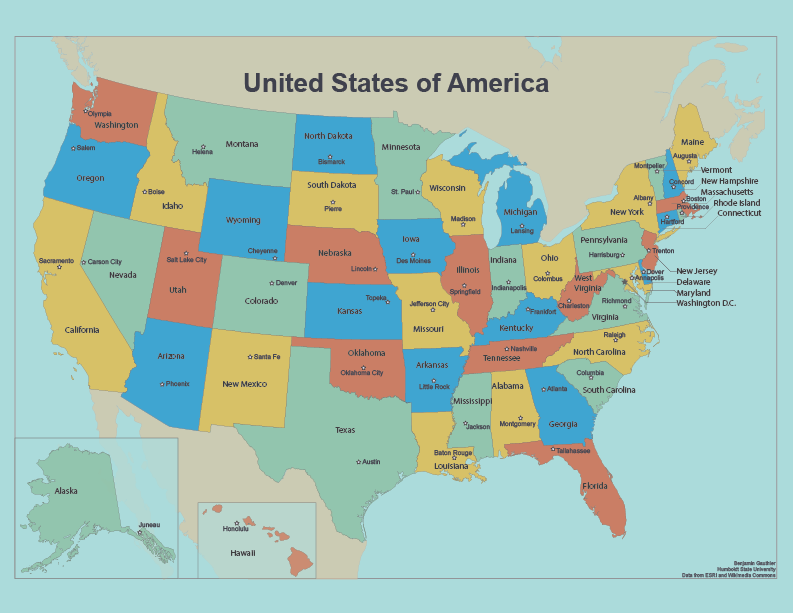 United States of America
Olympia
Washington
Salem
Oregon
Boise
Idaho
Helena
Montana
North Dakota
Bismarck
Minnesota
St. Paul
South Dakota
Pierre
Wyoming
Cheyenne
Wisconsin
Madison
Michigan
Lansing
Maine
Augusta
Montpelier
Vermont
Concord
New Hampshire
Massachusetts
Boston
Rhode Island
Providence
Connecticut
Hartford
Albany
New York
Sacramento
California
Carson City
Nevada
Salt Lake City
Utah
Denver
Colorado
Nebraska
Lincoln
Iowa
Des Moines
Kansas
Topeka
Illinois
Springfield
Indiana
Indianapolis
Ohio
Columbus
Pennsylvania
Harrisburg
Trenton
New Jersey
Dover
Delaware
Annapolis
Maryland
Washington D.C.
West
Virginia
Charleston
Richmond
Virginia
Jefferson City
Missouri
Frankfort
Kentucky
Arizona
Phoenix
Santa Fe
New Mexico
Oklahoma
Oklahoma City
Arkansas
Little Rock
Nashville
Tennessee
Raleigh
North Carolina
Columbia
South Carolina
Texas
Austin
Mississippi
Jackson
Alabama
Montgomery
Atlanta
Georgia
Baton Rouge
Louisiana
Tallahassee
Florida
Alaska
Juneau
Honolulu
Hawaii
Benjamin Gauthier
Humboldt State University
Data from ESRI and Wikimedia Commons